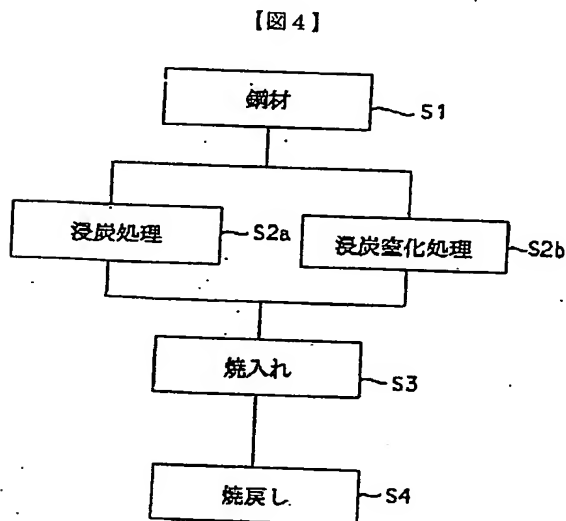 【図4】
鋼材
S1
浸炭処理
S2a
浸炭窒化処理
S2b
焼入れ
S3
焼戻し
S4